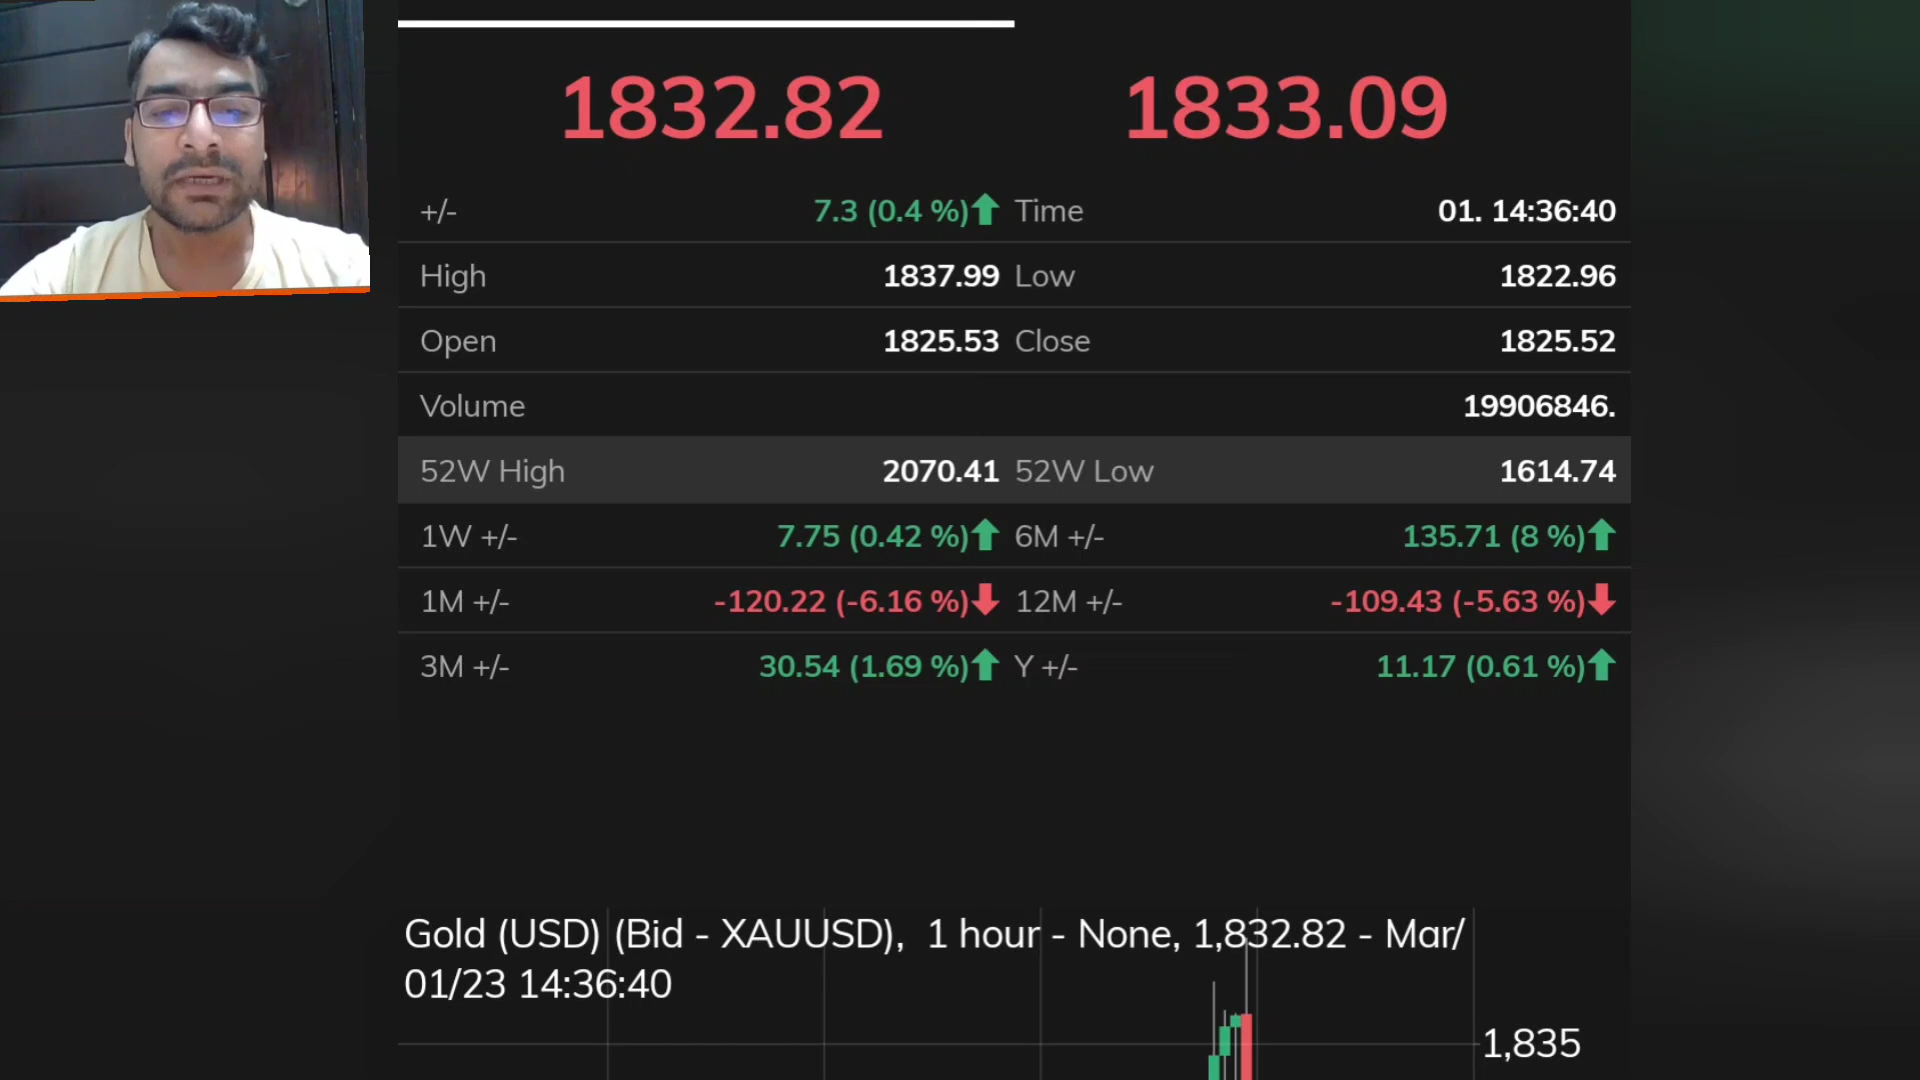 1832.82 1833.09
+/- 7.3 (0.4 %) Time 01. 14:36:40
High 1837.99 Low 1822.96
Open 1825.53 Close 1825.52
Volume 19906846.
52W High 2070.41 52W Low 1614.74
1W +/- 7.75 (0.42 %) 6M +/- 135.71 (8 %)
1M +/- -120.22 (-6.16 %) 12M +/- -109.43 (-5.63 %)
3M +/- 30.54 (1.69 %) Y +/- 11.17 (0.61 %)
Gold (USD) (Bid - XAUUSD), 1 hour - None, 1,832.82 - Mar/
01/23 14:36:40
1,835